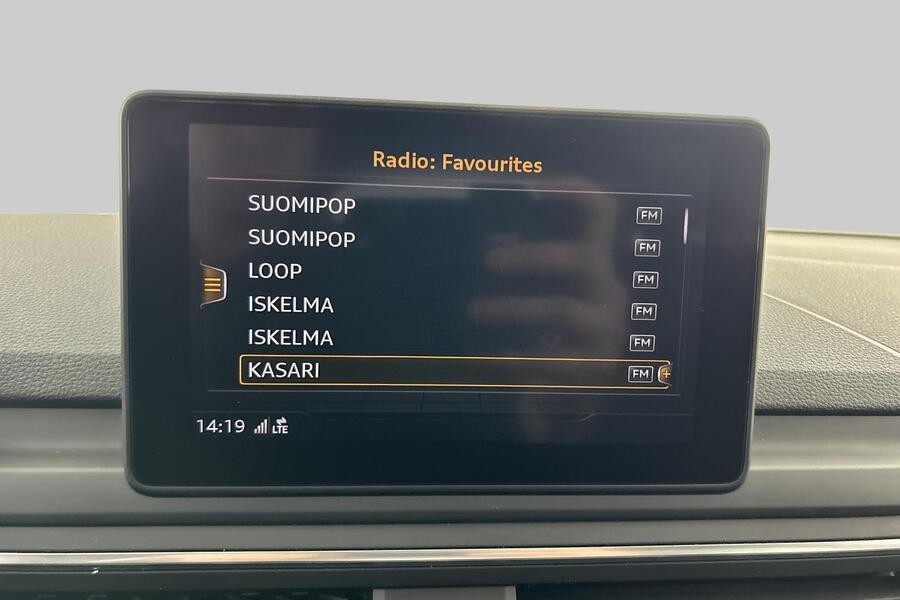 Radio: Favourites
SUOMIPOP FM
SUOMIPOP FM
LOOP FM
ISKELMA FM
ISKELMA FM
KASARI FM +
14:19 LTE